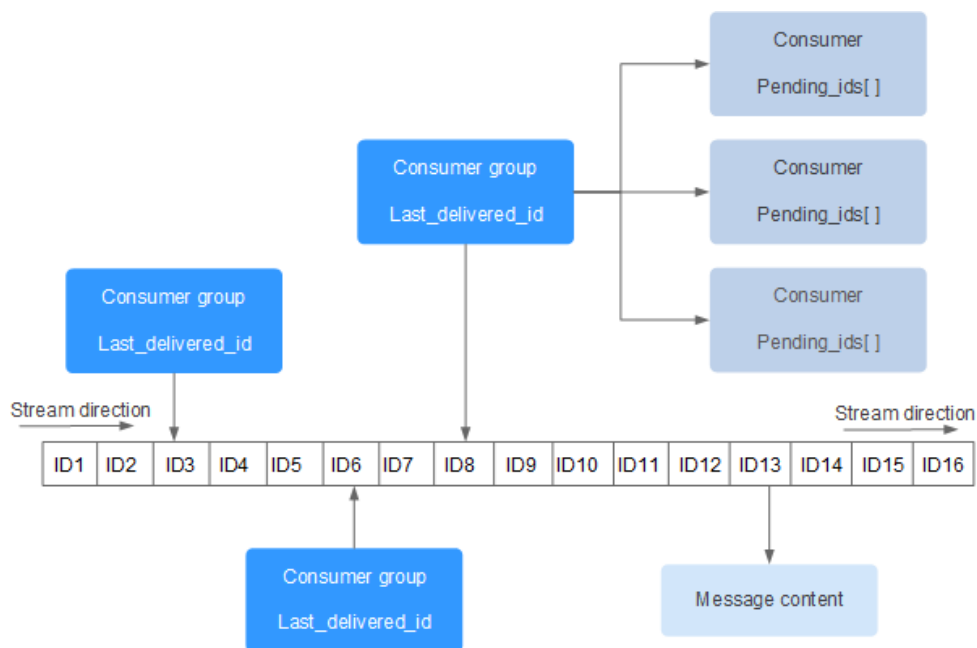 Consumer
Pending_ids[ ]
Consumer group
Last_delivered_id
Consumer
Pending_ids[ ]
Consumer group
Last_delivered_id
Consumer
Pending_ids[ ]
Stream direction
Stream direction
ID1 ID2 ID3 ID4 ID5 ID6 ID7 ID8 ID9 ID10 ID11 ID12 ID13 ID14 ID15 ID16
Consumer group
Last_delivered_id
Message content